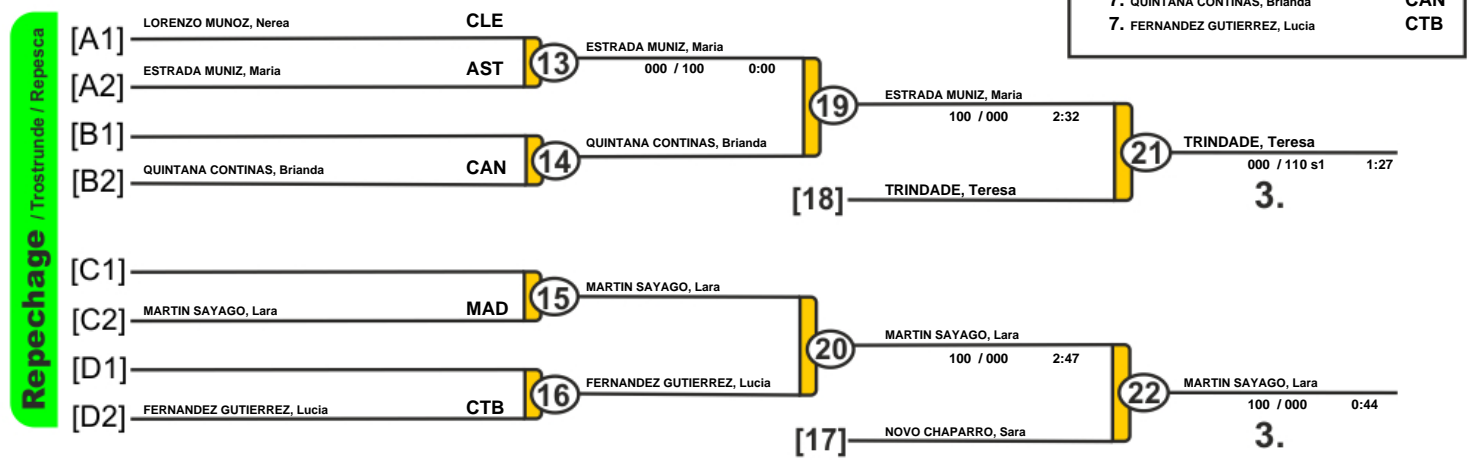 7. QUINTANA CONTINAS, Brianda CAN
7. FERNANDEZ GUTIERREZ, Lucia CTB
Repechage / Trostrunde / Repesca
[A1] LORENZO MUNOZ, Nerea CLE
[A2] ESTRADA MUNIZ, Maria AST
13 ESTRADA MUNIZ, Maria
000 / 100 0:00
[B1]
[B2] QUINTANA CONTINAS, Brianda CAN
14 QUINTANA CONTINAS, Brianda
19 ESTRADA MUNIZ, Maria
100 / 000 2:32
[18] TRINDADE, Teresa
21 TRINDADE, Teresa
000 / 110 s1 1:27
3.
[C1]
[C2] MARTIN SAYAGO, Lara MAD
15 MARTIN SAYAGO, Lara
[D1]
[D2] FERNANDEZ GUTIERREZ, Lucia CTB
16 FERNANDEZ GUTIERREZ, Lucia
20 MARTIN SAYAGO, Lara
100 / 000 2:47
[17] NOVO CHAPARRO, Sara
22 MARTIN SAYAGO, Lara
100 / 000 0:44
3.